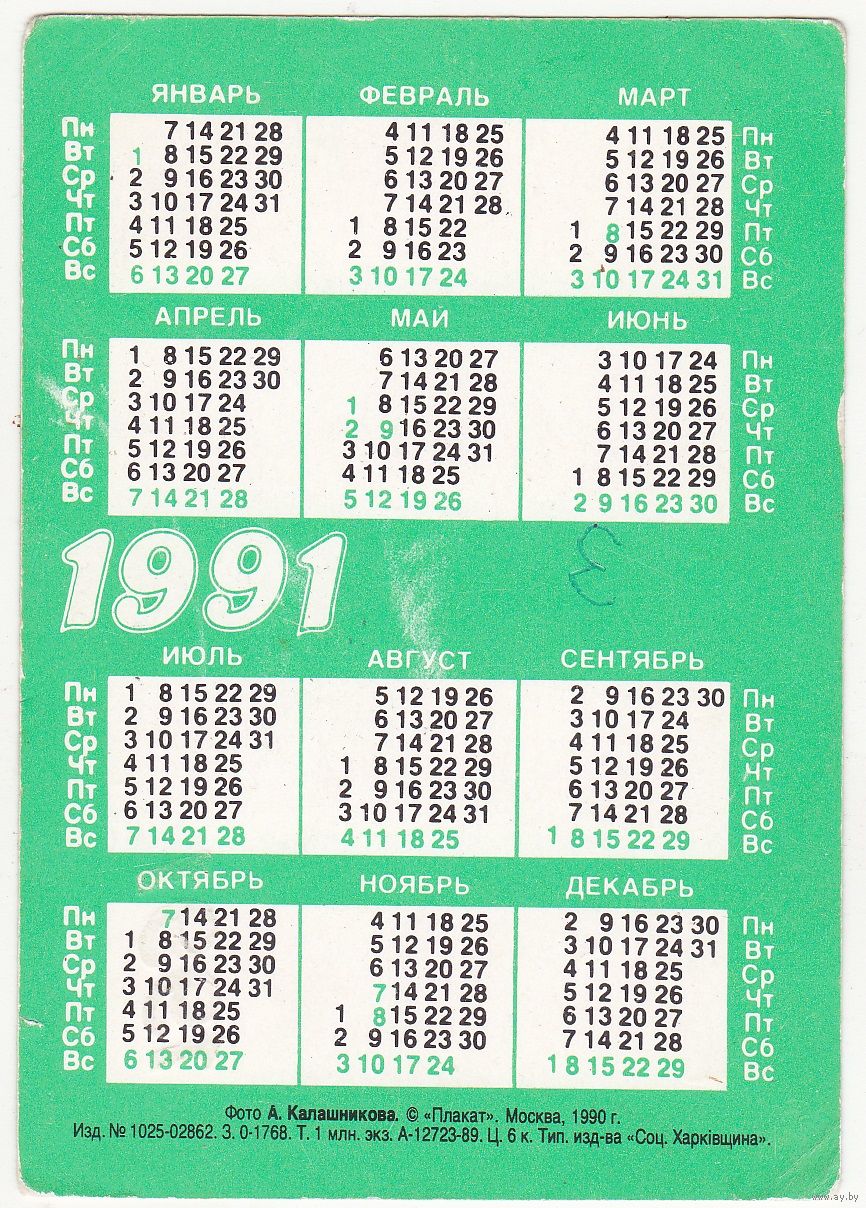 ЯНВАРЬ ФЕВРАЛЬ МАРТ
Пн 7 14 21 28 4 11 18 25 4 11 18 25 Пн
Вт 1 8 15 22 29 5 12 19 26 5 12 19 26 Вт
Ср 2 9 16 23 30 6 13 20 27 6 13 20 27 Ср
Чт 3 10 17 24 31 7 14 21 28 7 14 21 28 Чт
Пт 4 11 18 25 1 8 15 22 1 8 15 22 29 Пт
Сб 5 12 19 26 2 9 16 23 2 9 16 23 30 Сб
Вс 6 13 20 27 3 10 17 24 3 10 17 24 31 Вс
АПРЕЛЬ МАЙ ИЮНЬ
Пн 1 8 15 22 29 6 13 20 27 3 10 17 24 Пн
Вт 2 9 16 23 30 7 14 21 28 4 11 18 25 Вт
Ср 3 10 17 24 1 8 15 22 29 5 12 19 26 Ср
Чт 4 11 18 25 2 9 16 23 30 6 13 20 27 Чт
Пт 5 12 19 26 3 10 17 24 31 7 14 21 28 Пт
Сб 6 13 20 27 4 11 18 25 1 8 15 22 29 Сб
Вс 7 14 21 28 5 12 19 26 2 9 16 23 30 Вс
1991
ИЮЛЬ АВГУСТ СЕНТЯБРЬ
Пн 1 8 15 22 29 5 12 19 26 2 9 16 23 30 Пн
Вт 2 9 16 23 30 6 13 20 27 3 10 17 24 Вт
Ср 3 10 17 24 31 7 14 21 28 4 11 18 25 Ср
Чт 4 11 18 25 1 8 15 22 29 5 12 19 26 Чт
Пт 5 12 19 26 2 9 16 23 30 6 13 20 27 Пт
Сб 6 13 20 27 3 10 17 24 31 7 14 21 28 Сб
Вс 7 14 21 28 4 11 18 25 1 8 15 22 29 Вс
ОКТЯБРЬ НОЯБРЬ ДЕКАБРЬ
Пн 7 14 21 28 4 11 18 25 2 9 16 23 30 Пн
Вт 1 8 15 22 29 5 12 19 26 3 10 17 24 31 Вт
Ср 2 9 16 23 30 6 13 20 27 4 11 18 25 Ср
Чт 3 10 17 24 31 7 14 21 28 5 12 19 26 Чт
Пт 4 11 18 25 1 8 15 22 29 6 13 20 27 Пт
Сб 5 12 19 26 2 9 16 23 30 7 14 21 28 Сб
Вс 6 13 20 27 3 10 17 24 1 8 15 22 29 Вс
Фото А. Калашникова. © «Плакат». Москва, 1990 г.
Изд. № 1025-02862. З. 0-1768. Т. 1 млн. экз. А-12723-89. Ц. 6 к. Тип. изд-ва «Соц. Харкiвщина».
www.ay.by